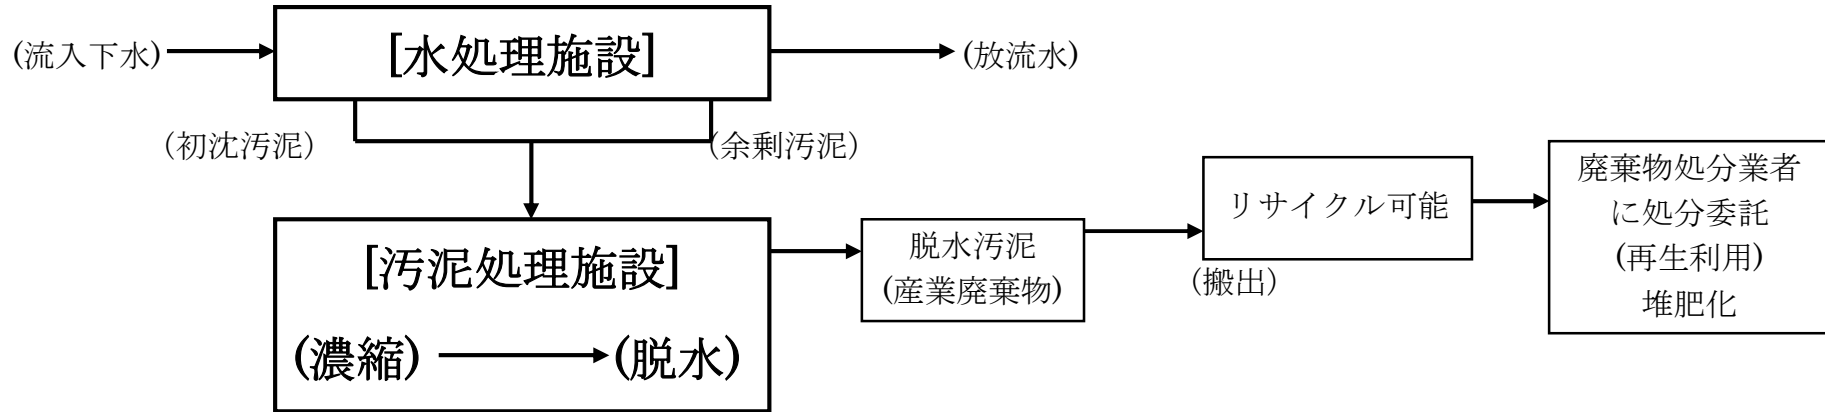 (流入下水)
[水処理施設]
(放流水)
(初沈汚泥)
(余剰汚泥)
[汚泥処理施設]
(濃縮)
(脱水)
脱水汚泥
(産業廃棄物)
(搬出)
リサイクル可能
廃棄物処分業者
に処分委託
(再生利用)
堆肥化